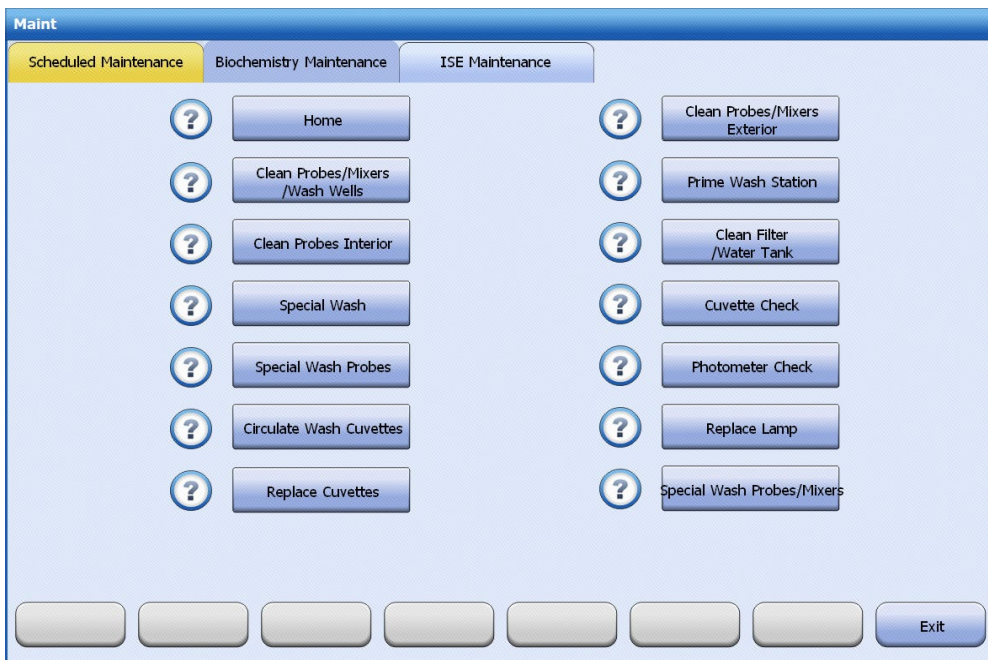 Maint
Scheduled Maintenance
Biochemistry Maintenance
ISE Maintenance
? Home
? Clean Probes/Mixers
/Wash Wells
? Clean Probes Interior
? Special Wash
? Special Wash Probes
? Circulate Wash Cuvettes
? Replace Cuvettes
? Clean Probes/Mixers
Exterior
? Prime Wash Station
? Clean Filter
/Water Tank
? Cuvette Check
? Photometer Check
? Replace Lamp
? Special Wash Probes/Mixers
Exit